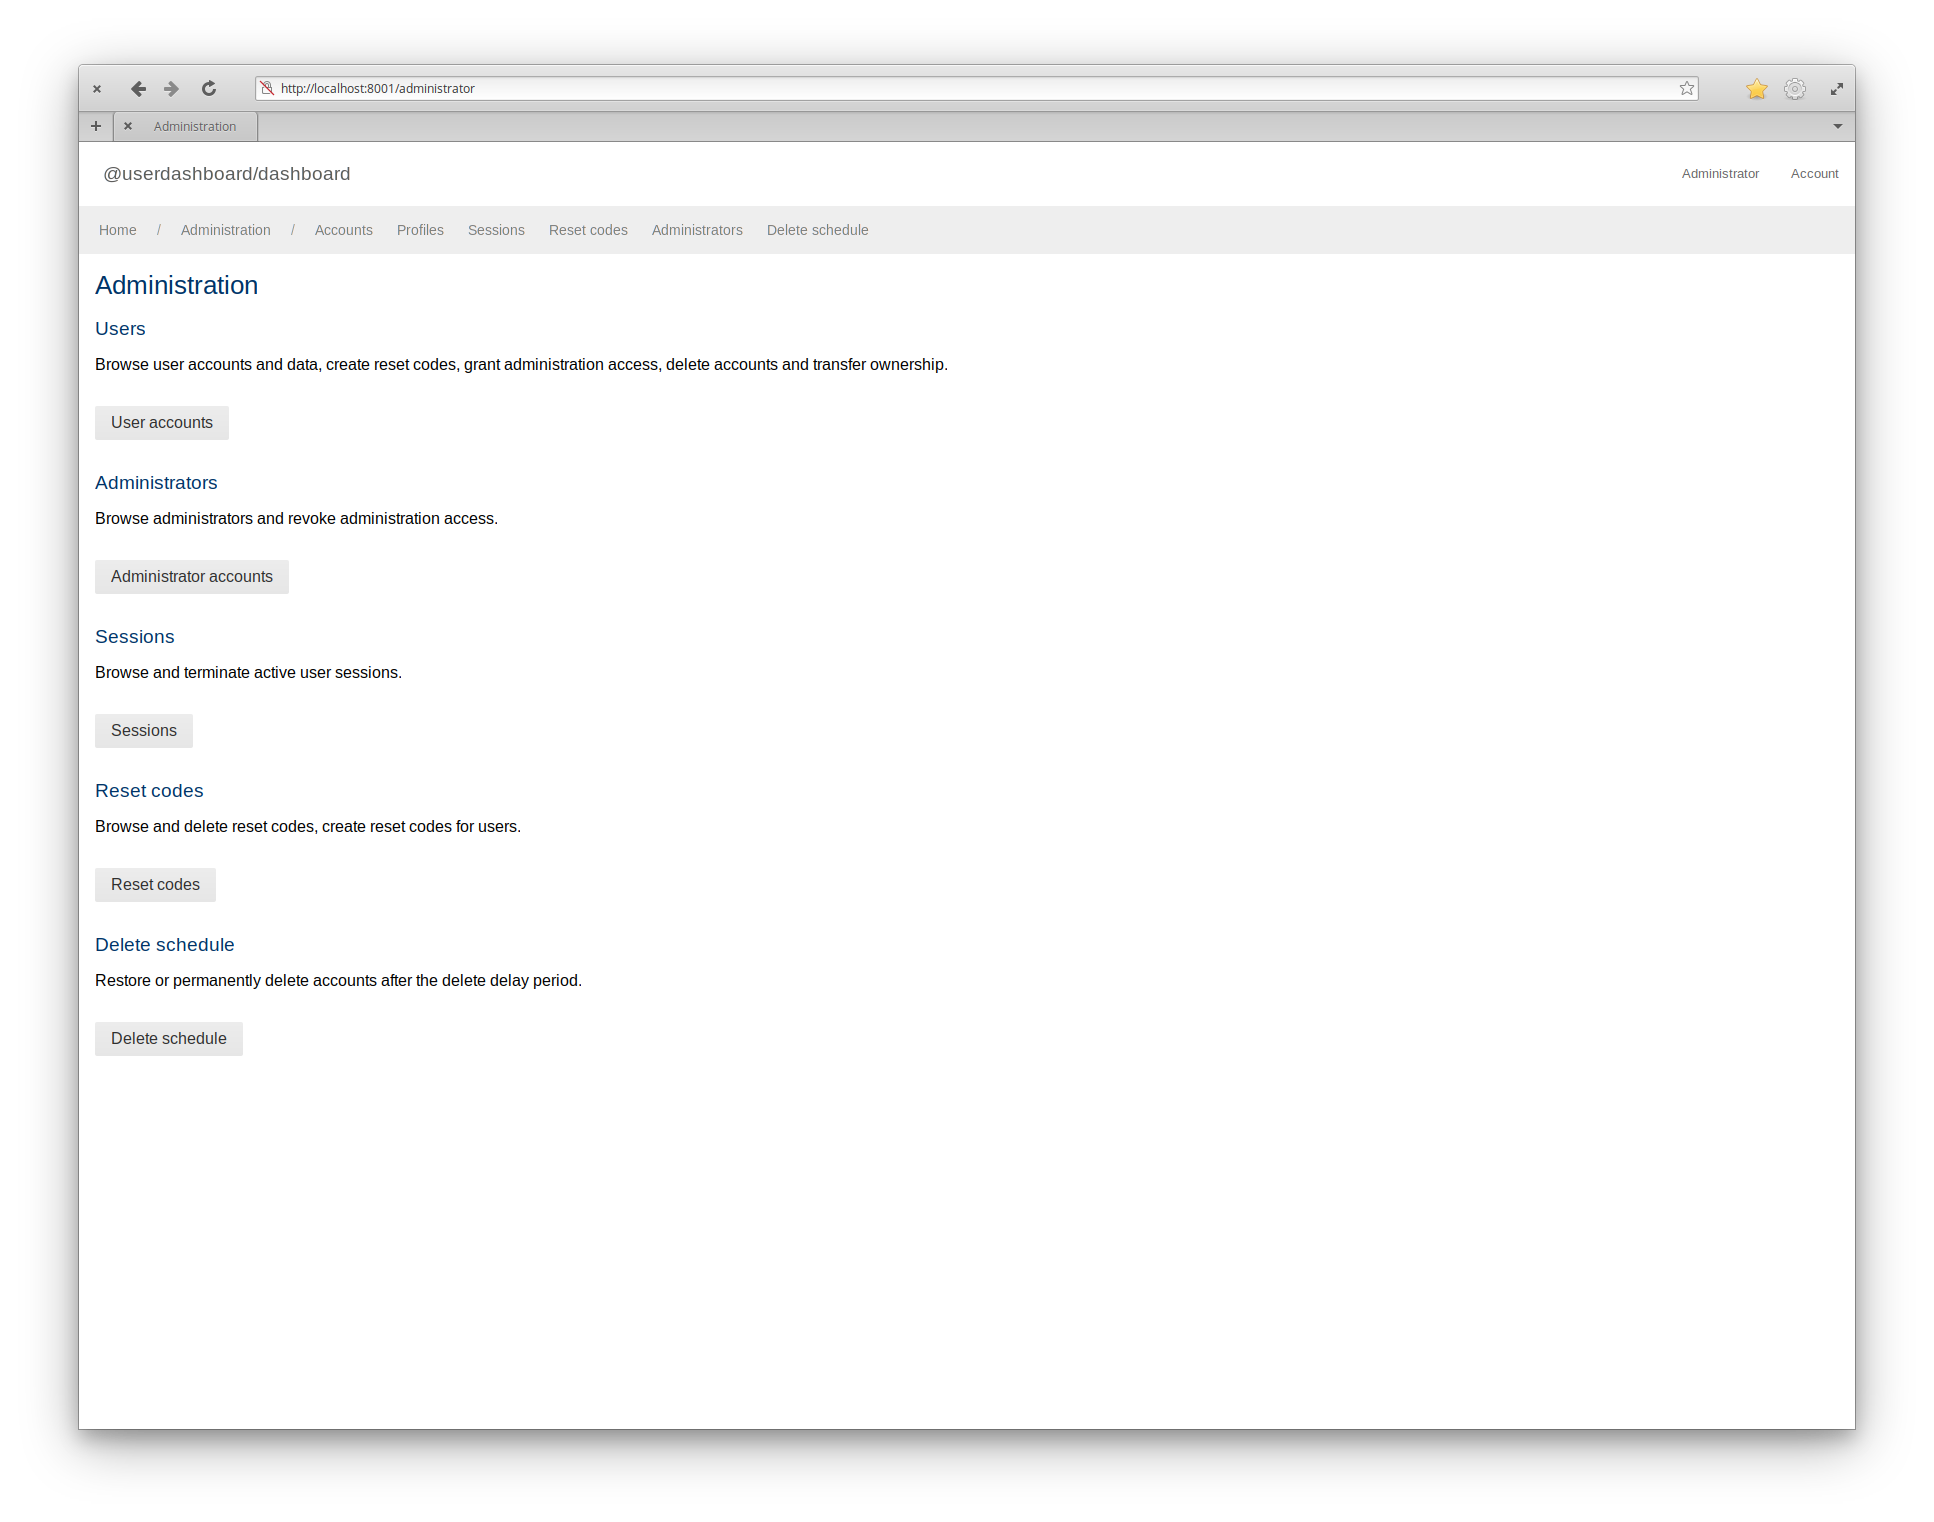 http://localhost:8001/administrator
Administration
@userdashboard/dashboard
Administrator Account
Home / Administration / Accounts Profiles Sessions Reset codes Administrators Delete schedule
Administration
Users
Browse user accounts and data, create reset codes, grant administration access, delete accounts and transfer ownership.
User accounts
Administrators
Browse administrators and revoke administration access.
Administrator accounts
Sessions
Browse and terminate active user sessions.
Sessions
Reset codes
Browse and delete reset codes, create reset codes for users.
Reset codes
Delete schedule
Restore or permanently delete accounts after the delete delay period.
Delete schedule